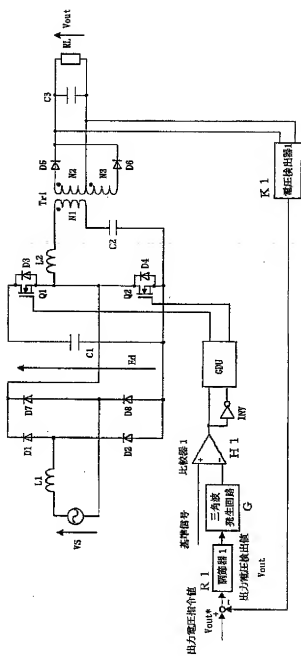 Vout
RL
C3
D5
D6
N2
N3
N1
Tr1
C2
L2
D3
Q1
D4
Q2
C1
Ed
D7
D8
D1
D2
L1
VS
GDU
INV
比較器1
H1
基準信号
三角波
発生回路
G
調節器1
R1
出力電圧指令値
Vout*
出力電圧検出値
Vout
電圧検出器1
K1
+
-
+
-